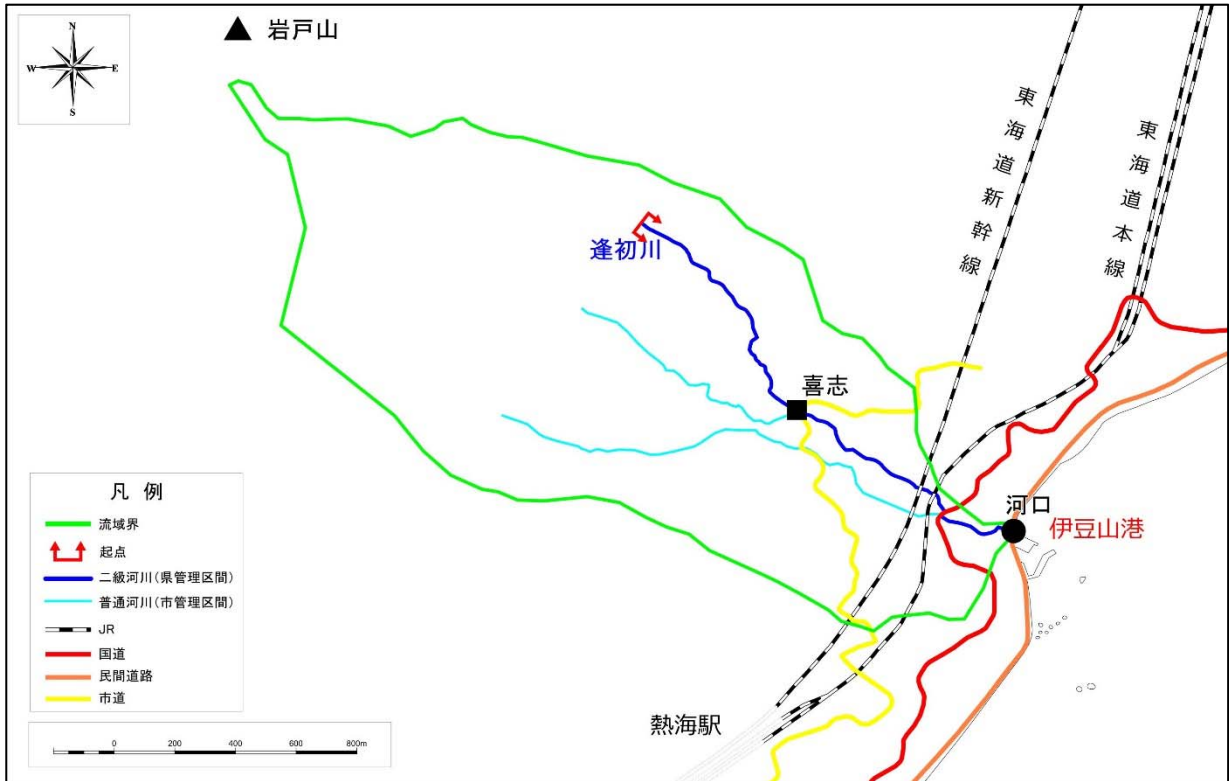 N
W
E
S
岩戸山
東海道新幹線
東海道本線
逢初川
喜志
河口
伊豆山港
熱海駅
凡 例
流域界
起点
二級河川(県管理区間)
普通河川(市管理区間)
JR
国道
民間道路
市道
0 200 400 600 800m